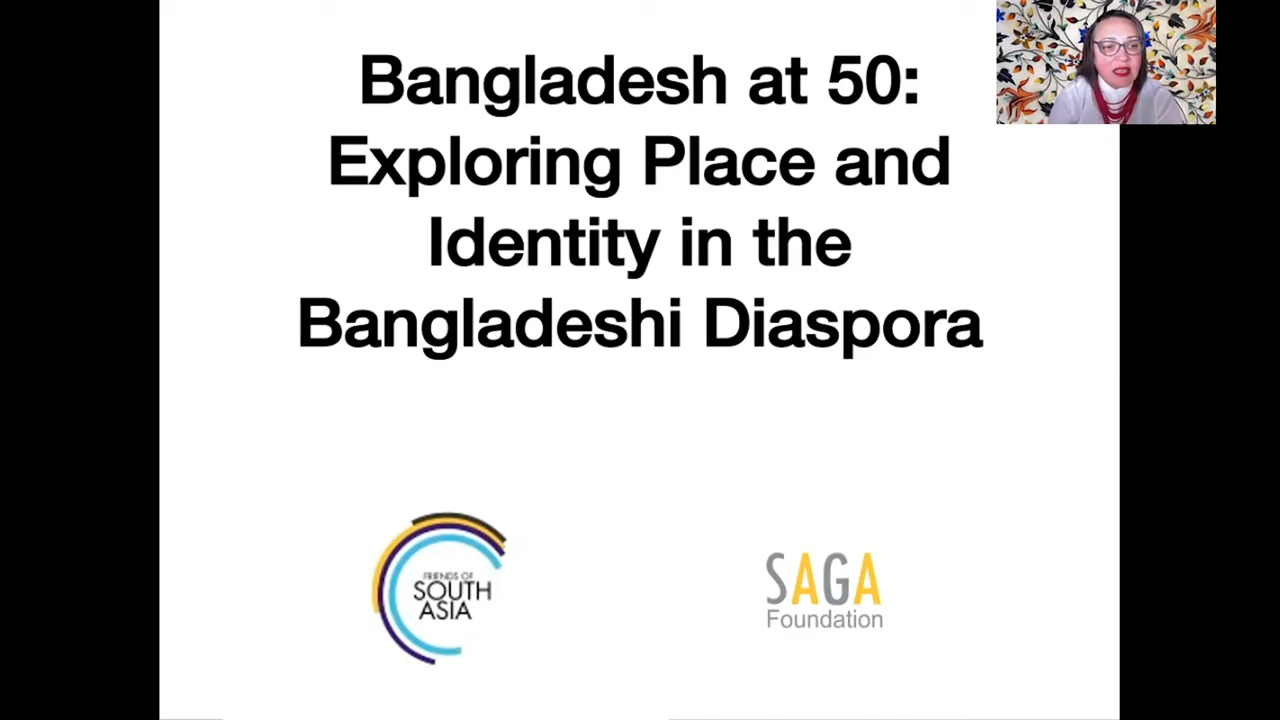 Bangladesh at 50:
Exploring Place and
Identity in the
Bangladeshi Diaspora
FRIENDS OF
SOUTH
ASIA
SAGA
Foundation